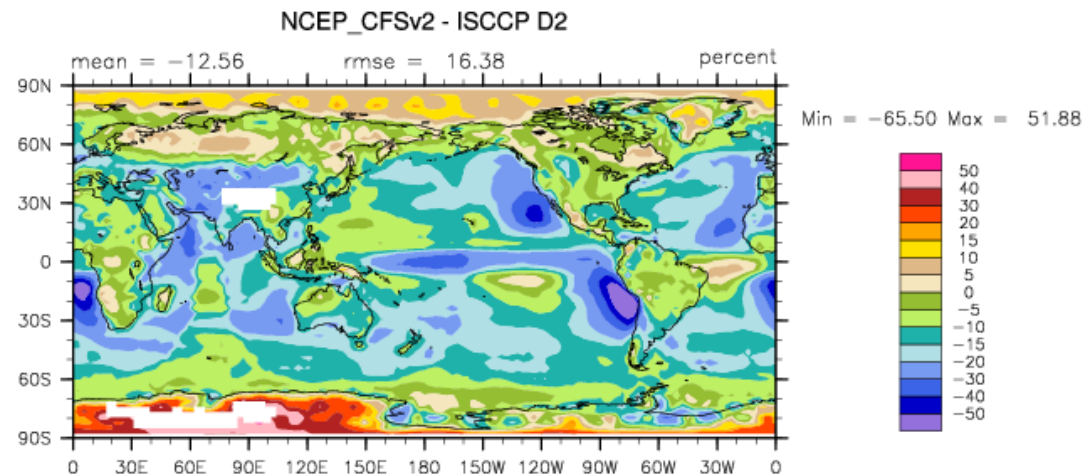 NCEP_CFSv2 - ISCCP D2
mean = -12.56 rmse = 16.38 percent
Min = -65.50 Max = 51.88
90N
60N
30N
0
30S
60S
90S
0 30E 60E 90E 120E 150E 180 150W 120W 90W 60W 30W 0
50
40
30
20
15
10
5
0
-5
-10
-15
-20
-30
-40
-50